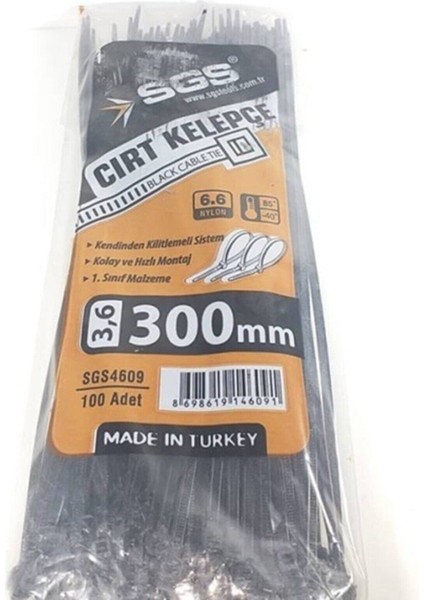 SGS®
www.sgstools.com.tr
CIRT KELEPÇE
BLACK CABLE TIE
6.6
NYLON
85°
-40°
▸ Kendinden Kilitlemeli Sistem
▸ Kolay ve Hızlı Montaj
▸ 1. Sınıf Malzeme
3,6
300mm
SGS4609
100 Adet
8 698619 146091
MADE IN TURKEY